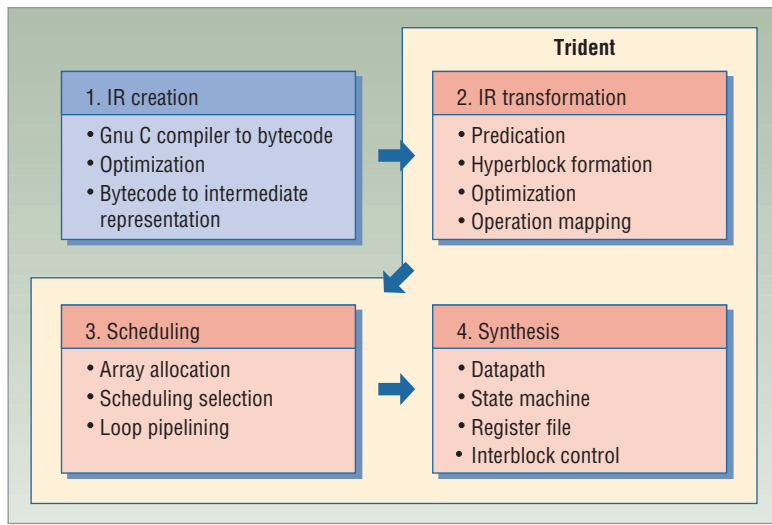 Trident
1. IR creation
• Gnu C compiler to bytecode
• Optimization
• Bytecode to intermediate
representation
2. IR transformation
• Predication
• Hyperblock formation
• Optimization
• Operation mapping
3. Scheduling
• Array allocation
• Scheduling selection
• Loop pipelining
4. Synthesis
• Datapath
• State machine
• Register file
• Interblock control